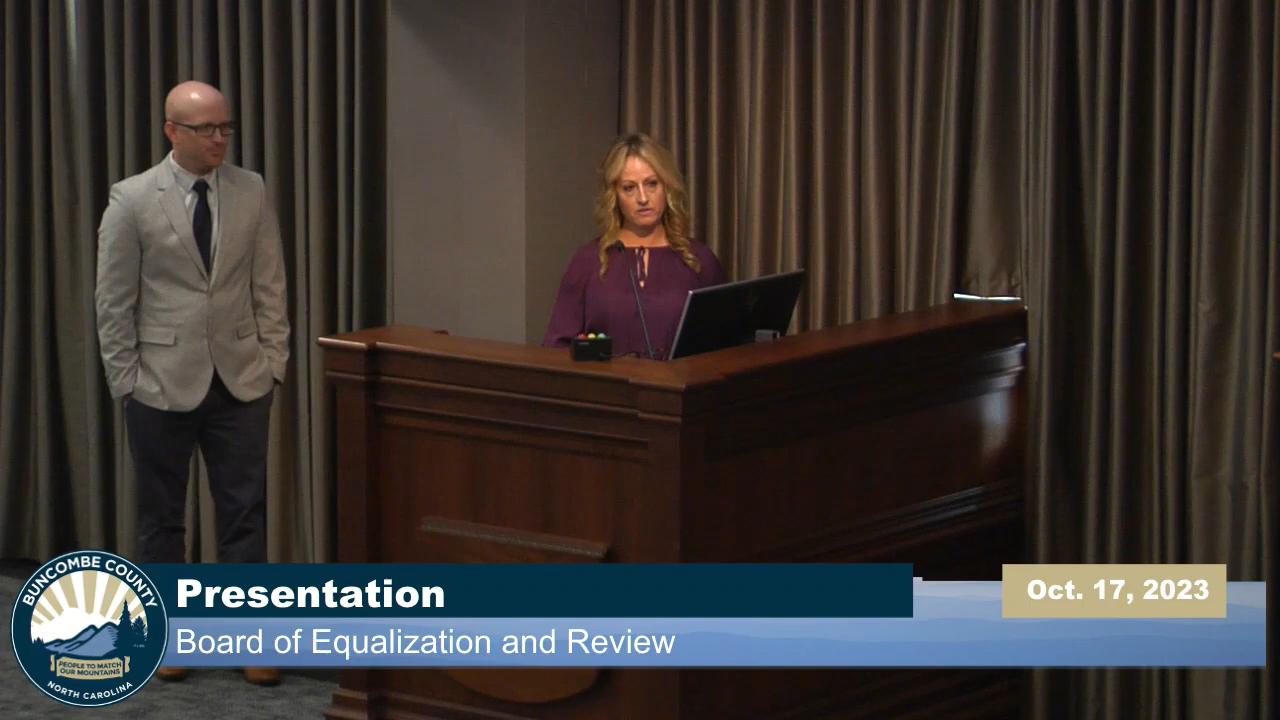 BUNCOMBE COUNTY
PEOPLE TO MATCH
OUR MOUNTAINS
NORTH CAROLINA
Presentation
Oct. 17, 2023
Board of Equalization and Review